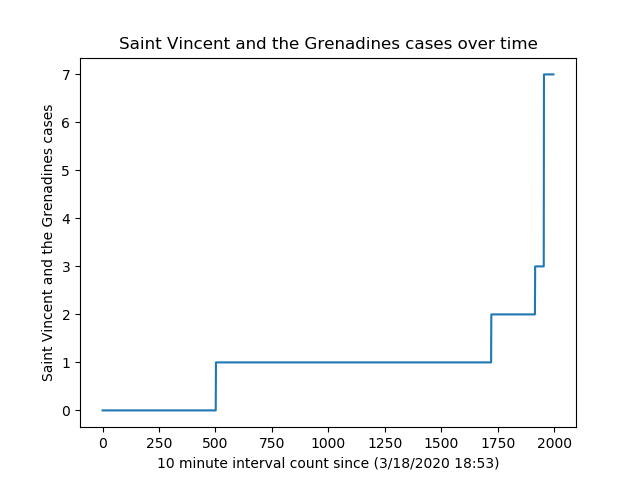 Saint Vincent and the Grenadines cases over time
Saint Vincent and the Grenadines cases
7
6
5
4
3
2
1
0
0 250 500 750 1000 1250 1500 1750 2000
10 minute interval count since (3/18/2020 18:53)